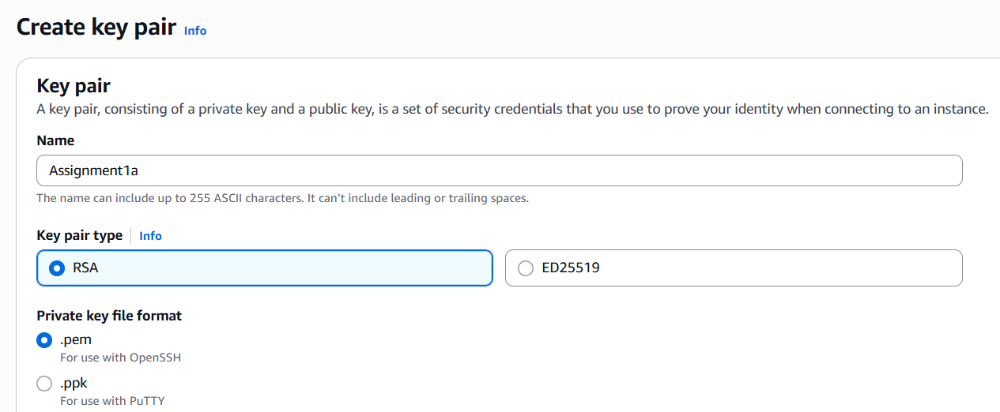 Create key pair Info
Key pair
A key pair, consisting of a private key and a public key, is a set of security credentials that you use to prove your identity when connecting to an instance.
Name
Assignment1a
The name can include up to 255 ASCII characters. It can't include leading or trailing spaces.
Key pair type Info
RSA ED25519
Private key file format
.pem
For use with OpenSSH
.ppk
For use with PuTTY